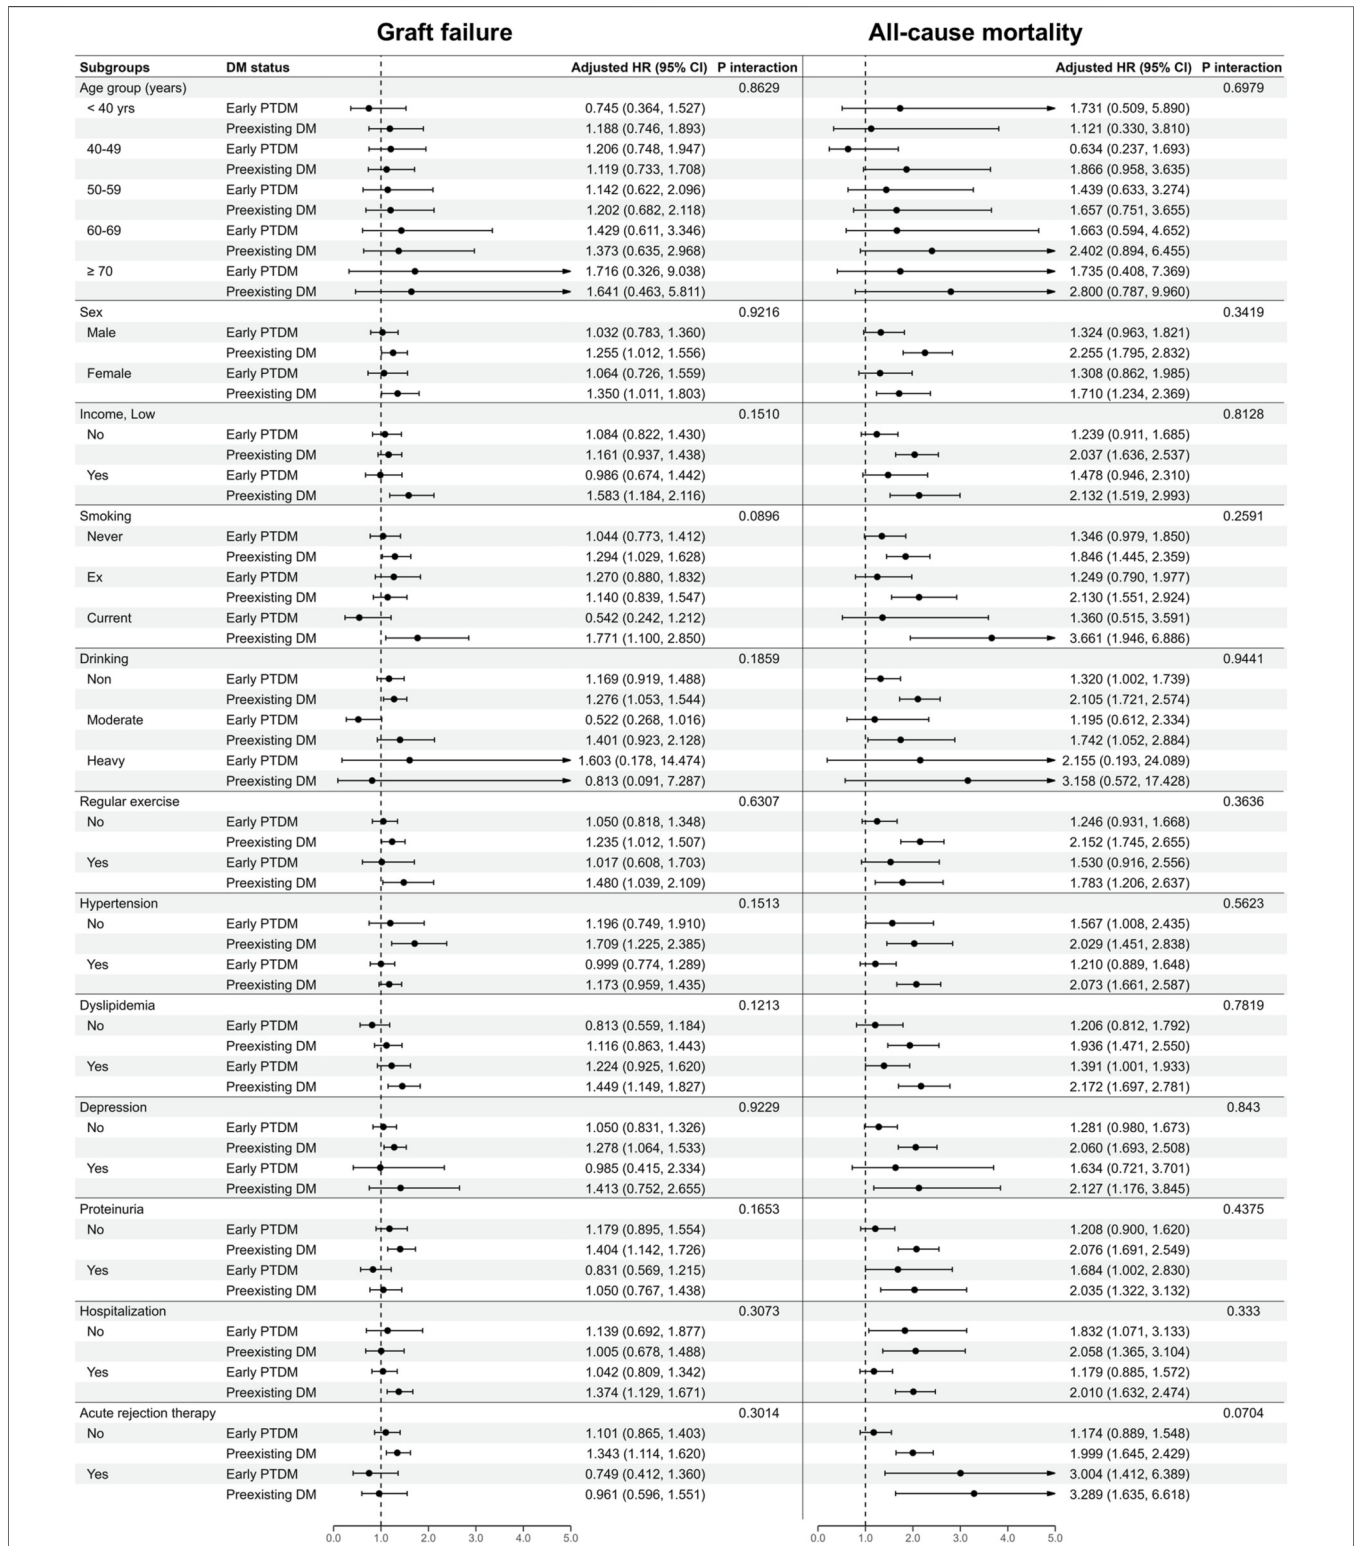 Graft failure All-cause mortality
Subgroups DM status Adjusted HR (95% CI) P interaction Adjusted HR (95% CI) P interaction
Age group (years) 0.8629 0.6979
< 40 yrs Early PTDM 0.745 (0.364, 1.527) 1.731 (0.509, 5.890)
Preexisting DM 1.188 (0.746, 1.893) 1.121 (0.330, 3.810)
40-49 Early PTDM 1.206 (0.748, 1.947) 0.634 (0.237, 1.693)
Preexisting DM 1.119 (0.733, 1.708) 1.866 (0.958, 3.635)
50-59 Early PTDM 1.142 (0.622, 2.096) 1.439 (0.633, 3.274)
Preexisting DM 1.202 (0.682, 2.118) 1.657 (0.751, 3.655)
60-69 Early PTDM 1.429 (0.611, 3.346) 1.663 (0.594, 4.652)
Preexisting DM 1.373 (0.635, 2.968) 2.402 (0.894, 6.455)
≥ 70 Early PTDM 1.716 (0.326, 9.038) 1.735 (0.408, 7.369)
Preexisting DM 1.641 (0.463, 5.811) 2.800 (0.787, 9.960)
Sex 0.9216 0.3419
Male Early PTDM 1.032 (0.783, 1.360) 1.324 (0.963, 1.821)
Preexisting DM 1.255 (1.012, 1.556) 2.255 (1.795, 2.832)
Female Early PTDM 1.064 (0.726, 1.559) 1.308 (0.862, 1.985)
Preexisting DM 1.350 (1.011, 1.803) 1.710 (1.234, 2.369)
Income, Low 0.1510 0.8128
No Early PTDM 1.084 (0.822, 1.430) 1.239 (0.911, 1.685)
Preexisting DM 1.161 (0.937, 1.438) 2.037 (1.636, 2.537)
Yes Early PTDM 0.986 (0.674, 1.442) 1.478 (0.946, 2.310)
Preexisting DM 1.583 (1.184, 2.116) 2.132 (1.519, 2.993)
Smoking 0.0896 0.2591
Never Early PTDM 1.044 (0.773, 1.412) 1.346 (0.979, 1.850)
Preexisting DM 1.294 (1.029, 1.628) 1.846 (1.445, 2.359)
Ex Early PTDM 1.270 (0.880, 1.832) 1.249 (0.790, 1.977)
Preexisting DM 1.140 (0.839, 1.547) 2.130 (1.551, 2.924)
Current Early PTDM 0.542 (0.242, 1.212) 1.360 (0.515, 3.591)
Preexisting DM 1.771 (1.100, 2.850) 3.661 (1.946, 6.886)
Drinking 0.1859 0.9441
Non Early PTDM 1.169 (0.919, 1.488) 1.320 (1.002, 1.739)
Preexisting DM 1.276 (1.053, 1.544) 2.105 (1.721, 2.574)
Moderate Early PTDM 0.522 (0.268, 1.016) 1.195 (0.612, 2.334)
Preexisting DM 1.401 (0.923, 2.128) 1.742 (1.052, 2.884)
Heavy Early PTDM 1.603 (0.178, 14.474) 2.155 (0.193, 24.089)
Preexisting DM 0.813 (0.091, 7.287) 3.158 (0.572, 17.428)
Regular exercise 0.6307 0.3636
No Early PTDM 1.050 (0.818, 1.348) 1.246 (0.931, 1.668)
Preexisting DM 1.235 (1.012, 1.507) 2.152 (1.745, 2.655)
Yes Early PTDM 1.017 (0.608, 1.703) 1.530 (0.916, 2.556)
Preexisting DM 1.480 (1.039, 2.109) 1.783 (1.206, 2.637)
Hypertension 0.1513 0.5623
No Early PTDM 1.196 (0.749, 1.910) 1.567 (1.008, 2.435)
Preexisting DM 1.709 (1.225, 2.385) 2.029 (1.451, 2.838)
Yes Early PTDM 0.999 (0.774, 1.289) 1.210 (0.889, 1.648)
Preexisting DM 1.173 (0.959, 1.435) 2.073 (1.661, 2.587)
Dyslipidemia 0.1213 0.7819
No Early PTDM 0.813 (0.559, 1.184) 1.206 (0.812, 1.792)
Preexisting DM 1.116 (0.863, 1.443) 1.936 (1.471, 2.550)
Yes Early PTDM 1.224 (0.925, 1.620) 1.391 (1.001, 1.933)
Preexisting DM 1.449 (1.149, 1.827) 2.172 (1.697, 2.781)
Depression 0.9229 0.843
No Early PTDM 1.050 (0.831, 1.326) 1.281 (0.980, 1.673)
Preexisting DM 1.278 (1.064, 1.533) 2.060 (1.693, 2.508)
Yes Early PTDM 0.985 (0.415, 2.334) 1.634 (0.721, 3.701)
Preexisting DM 1.413 (0.752, 2.655) 2.127 (1.176, 3.845)
Proteinuria 0.1653 0.4375
No Early PTDM 1.179 (0.895, 1.554) 1.208 (0.900, 1.620)
Preexisting DM 1.404 (1.142, 1.726) 2.076 (1.691, 2.549)
Yes Early PTDM 0.831 (0.569, 1.215) 1.684 (1.002, 2.830)
Preexisting DM 1.050 (0.767, 1.438) 2.035 (1.322, 3.132)
Hospitalization 0.3073 0.333
No Early PTDM 1.139 (0.692, 1.877) 1.832 (1.071, 3.133)
Preexisting DM 1.005 (0.678, 1.488) 2.058 (1.365, 3.104)
Yes Early PTDM 1.042 (0.809, 1.342) 1.179 (0.885, 1.572)
Preexisting DM 1.374 (1.129, 1.671) 2.010 (1.632, 2.474)
Acute rejection therapy 0.3014 0.0704
No Early PTDM 1.101 (0.865, 1.403) 1.174 (0.889, 1.548)
Preexisting DM 1.343 (1.114, 1.620) 1.999 (1.645, 2.429)
Yes Early PTDM 0.749 (0.412, 1.360) 3.004 (1.412, 6.389)
Preexisting DM 0.961 (0.596, 1.551) 3.289 (1.635, 6.618)
0.0 1.0 2.0 3.0 4.0 5.0 0.0 1.0 2.0 3.0 4.0 5.0